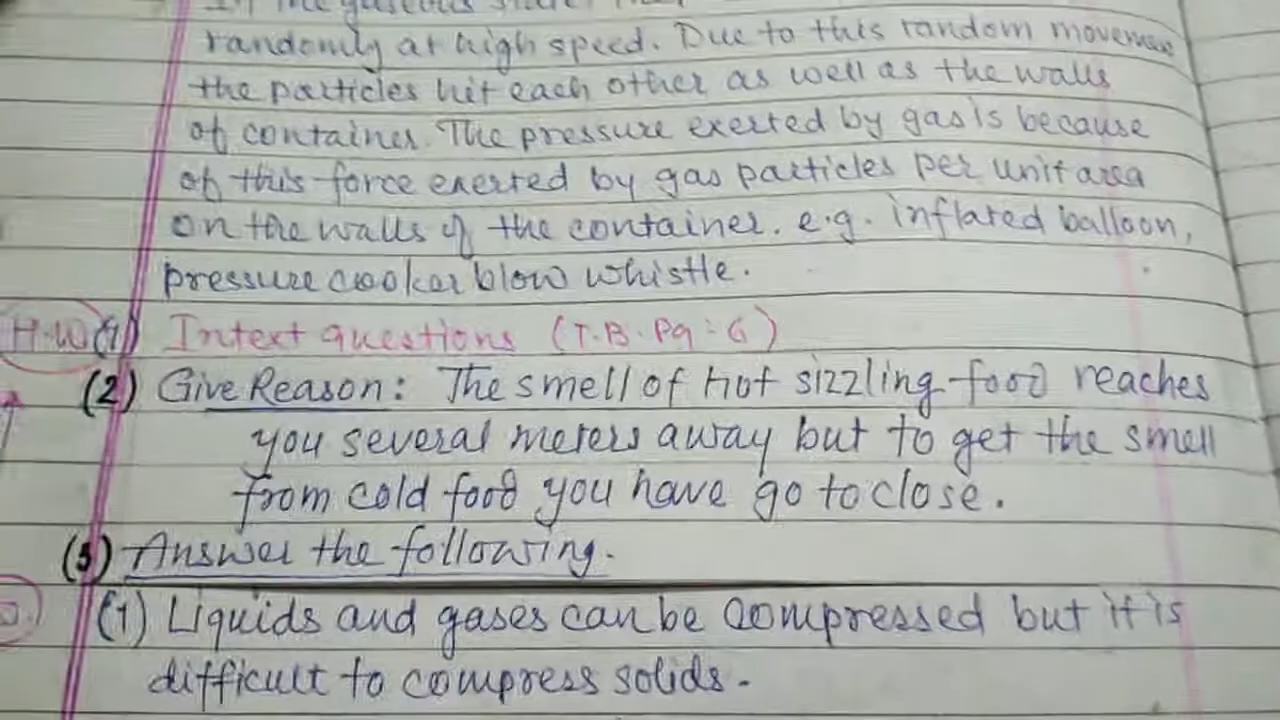 randomly at high speed. Due to this random movement
the particles hit each other as well as the walls
of container. The pressure exerted by gas is because
of this force exerted by gas particles per unit area
on the walls of the container. e.g. inflated balloon,
pressure cooker blow whistle.
H.W (1) Intext questions (T.B. Pg: 6)
(2) Give Reason: The smell of hot sizzling food reaches
you several meters away but to get the smell
from cold food you have go to close.
(3) Answer the following.
(1) Liquids and gases can be compressed but it is
difficult to compress solids.